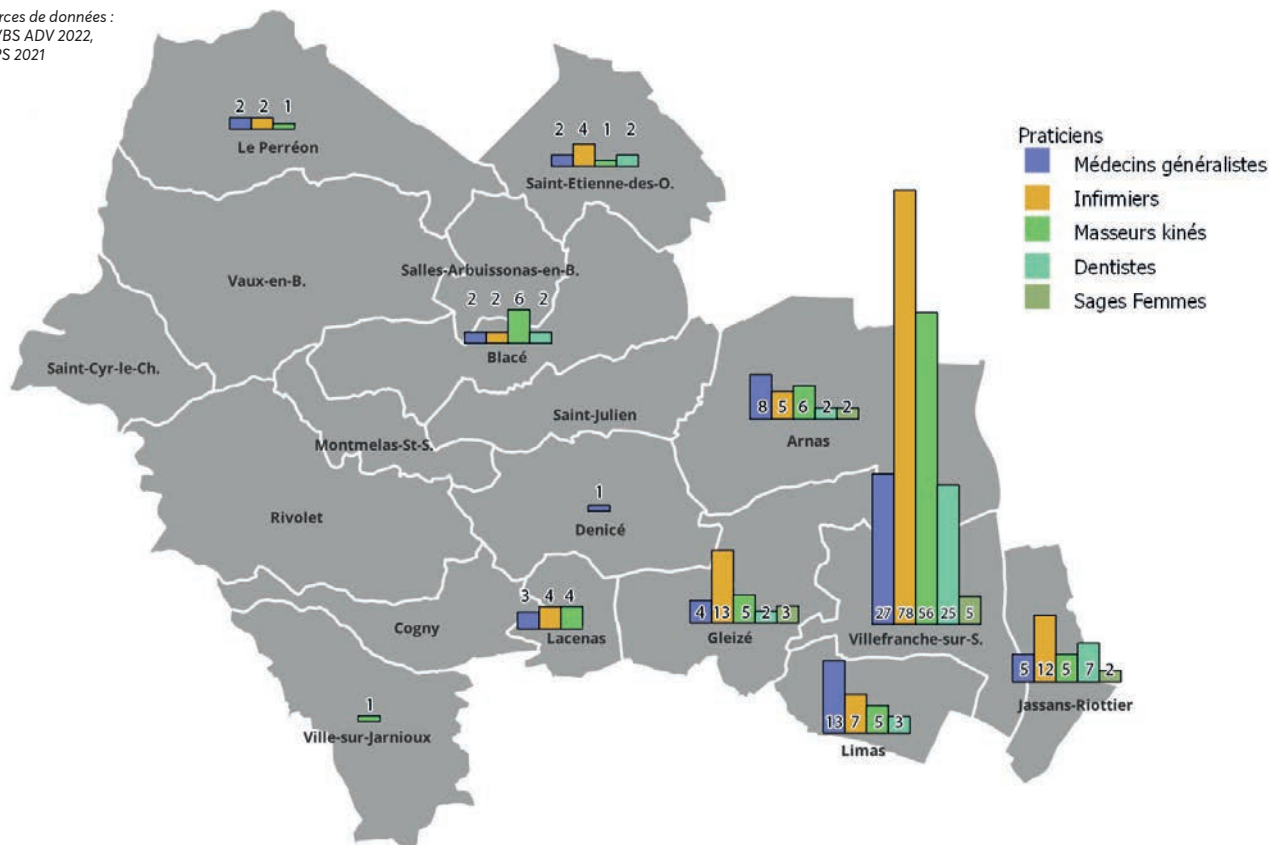 de données :
ADV 2022,
2021
Praticiens
Médecins généralistes
Infirmiers
Masseurs kinés
Dentistes
Sages Femmes
2 2 1
Le Perréon
2 4 1 2
Saint-Etienne-des-O.
Salles-Arbuissonas-en-B.
Vaux-en-B.
2 2 6 2
Blacé
Saint-Cyr-le-Ch.
8 5 6 2 2
Arnas
Saint-Julien
Montmelas-St-S.
1
Denicé
Rivolet
3 4 4
Lacenas
Cogny
4 13 5 2 3
Gleizé
27 78 56 25 5
Villefranche-sur-S.
5 12 5 7 2
Jassans-Riottier
1
Ville-sur-Jarnioux
13 7 5 3
Limas